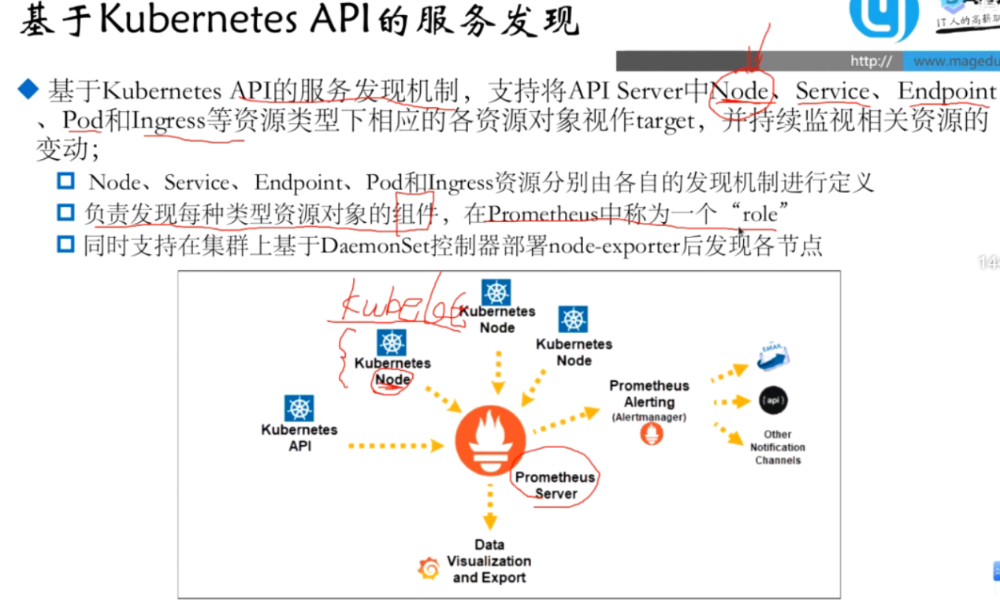 基于Kubernetes API的服务发现
IT人的高薪职
http:// www.magedu
基于Kubernetes API的服务发现机制，支持将API Server中Node、Service、Endpoint
、Pod和Ingress等资源类型下相应的各资源对象视作target，并持续监视相关资源的
变动；
Node、Service、Endpoint、Pod和Ingress资源分别由各自的发现机制进行定义
负责发现每种类型资源对象的组件，在Prometheus中称为一个“role”
同时支持在集群上基于DaemonSet控制器部署node-exporter后发现各节点
kubelet
Kubernetes
Node
Kubernetes
Node
Kubernetes
Node
Kubernetes
API
Prometheus
Alerting
(Alertmanager)
EMAIL
{api}
Other
Notification
Channels
Prometheus
Server
Data
Visualization
and Export